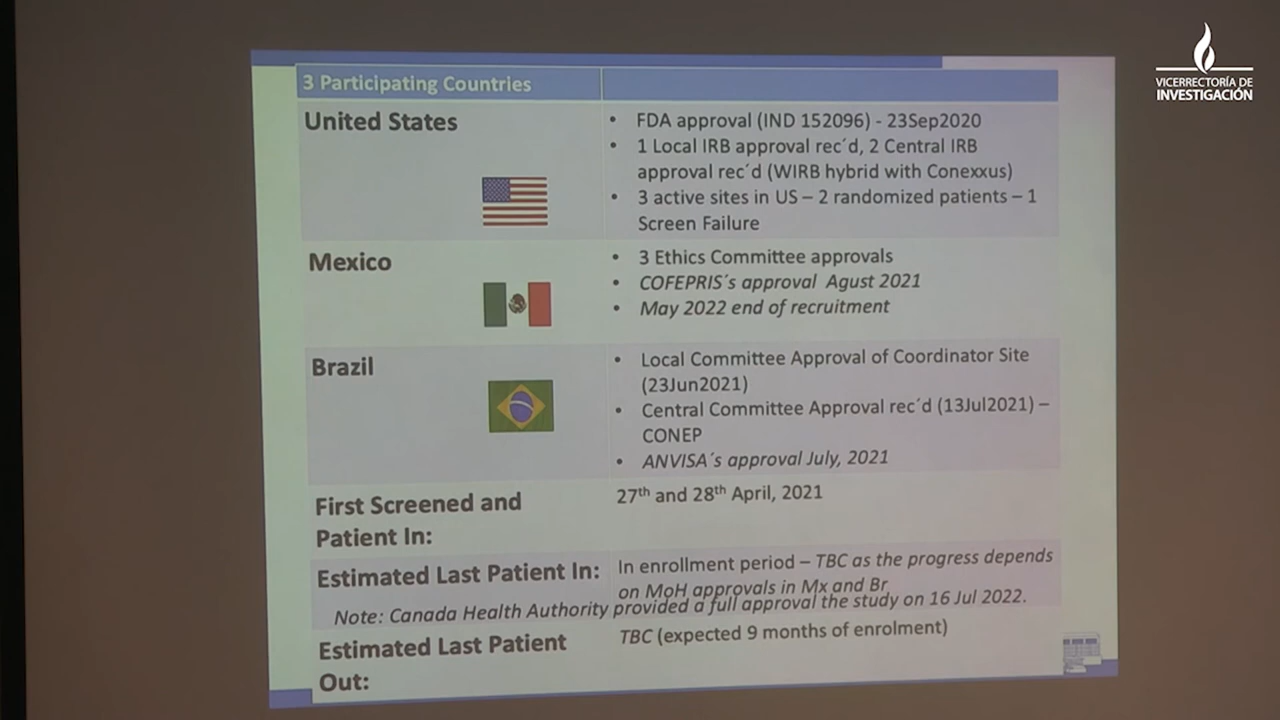 VICERRECTORÍA DE
INVESTIGACIÓN
3 Participating Countries
United States
• FDA approval (IND 152096) - 23Sep2020
• 1 Local IRB approval rec´d, 2 Central IRB
approval rec´d (WIRB hybrid with Conexxus)
• 3 active sites in US – 2 randomized patients – 1
Screen Failure
Mexico
• 3 Ethics Committee approvals
• COFEPRIS´s approval Agust 2021
• May 2022 end of recruitment
Brazil
• Local Committee Approval of Coordinator Site
(23Jun2021)
• Central Committee Approval rec´d (13Jul2021) –
CONEP
• ANVISA´s approval July, 2021
First Screened and
Patient In:
27th and 28th April, 2021
Estimated Last Patient In:
In enrollment period – TBC as the progress depends
on MoH approvals in Mx and Br
Note: Canada Health Authority provided a full approval the study on 16 Jul 2022.
Estimated Last Patient
Out:
TBC (expected 9 months of enrolment)